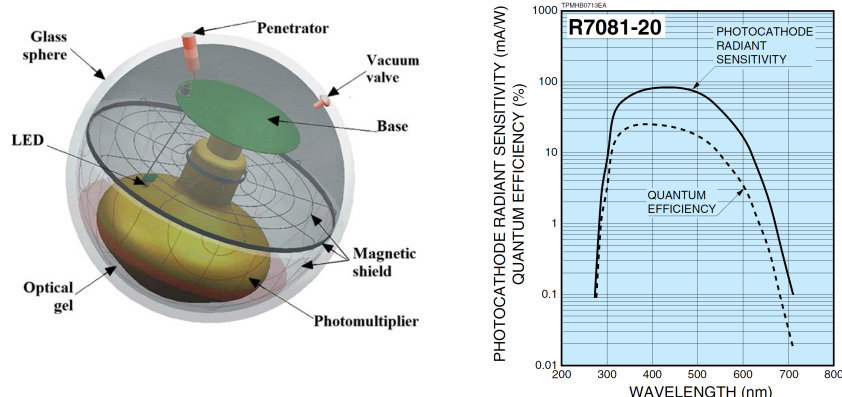 Glass
sphere
Penetrator
Vacuum
valve
Base
LED
Magnetic
shield
Optical
gel
Photomultiplier
TPMHB0713EA
R7081-20
PHOTOCATHODE
RADIANT
SENSITIVITY
QUANTUM
EFFICIENCY
PHOTOCATHODE RADIANT SENSITIVITY (mA/W)
QUANTUM EFFICIENCY (%)
1000
100
10
1
0.1
0.01
200
300
400
500
600
700
800
WAVELENGTH (nm)